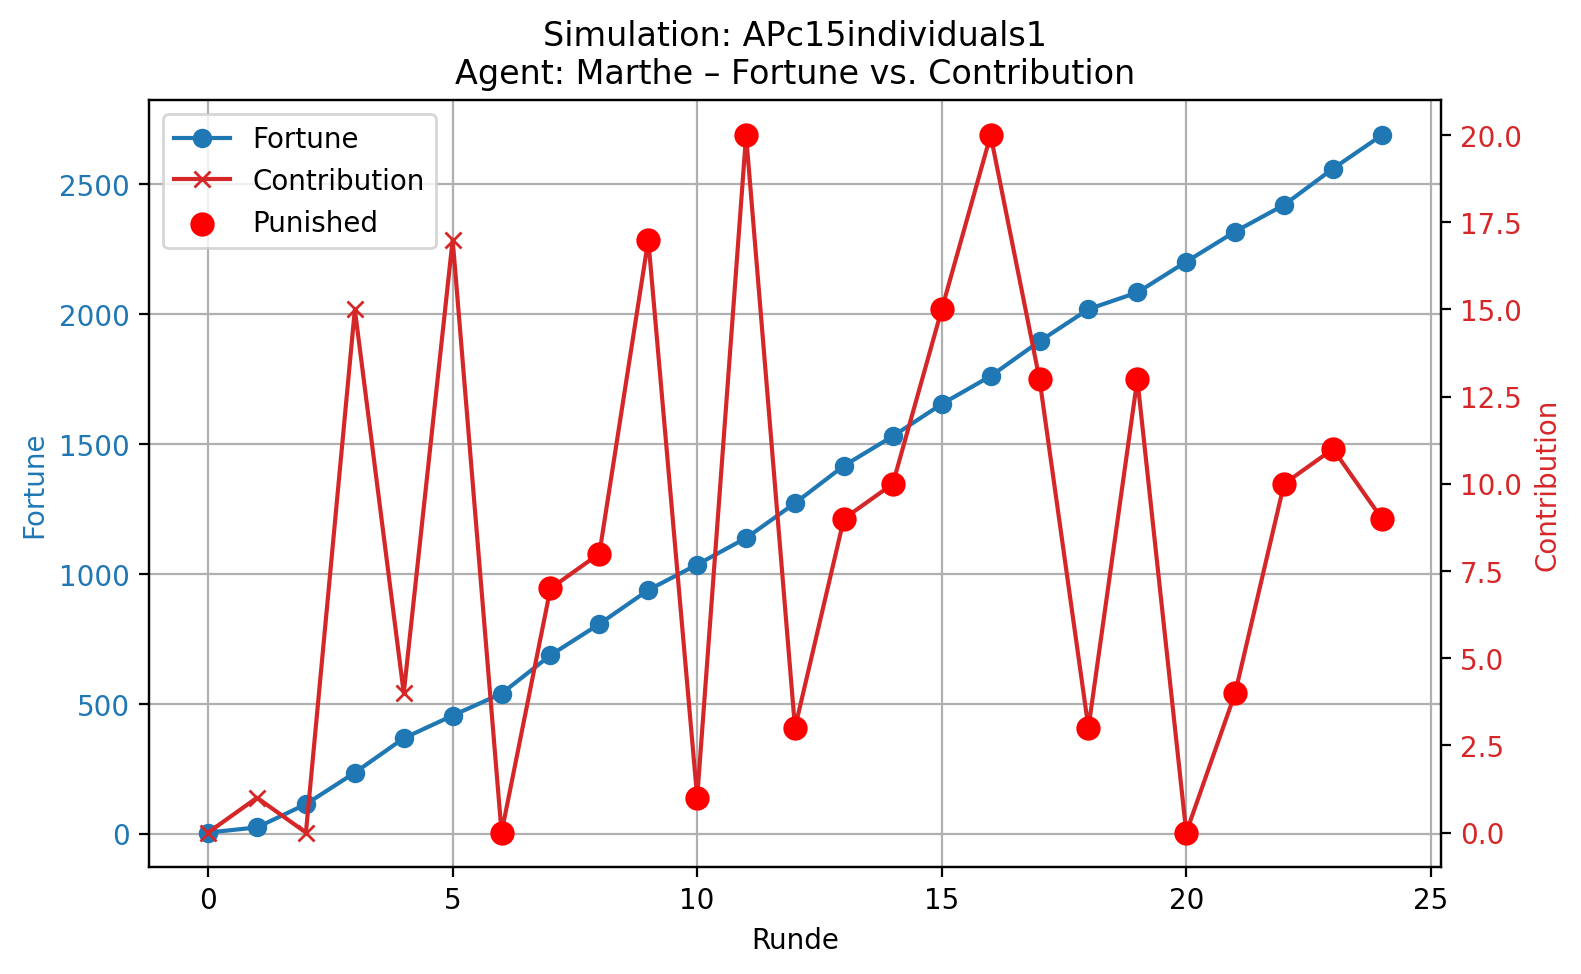 Simulation: APc15individuals1
Agent: Marthe – Fortune vs. Contribution
Fortune
Contribution
Punished
2500
2000
1500
1000
500
0
Fortune
20.0
17.5
15.0
12.5
10.0
7.5
5.0
2.5
0.0
Contribution
0 5 10 15 20 25
Runde